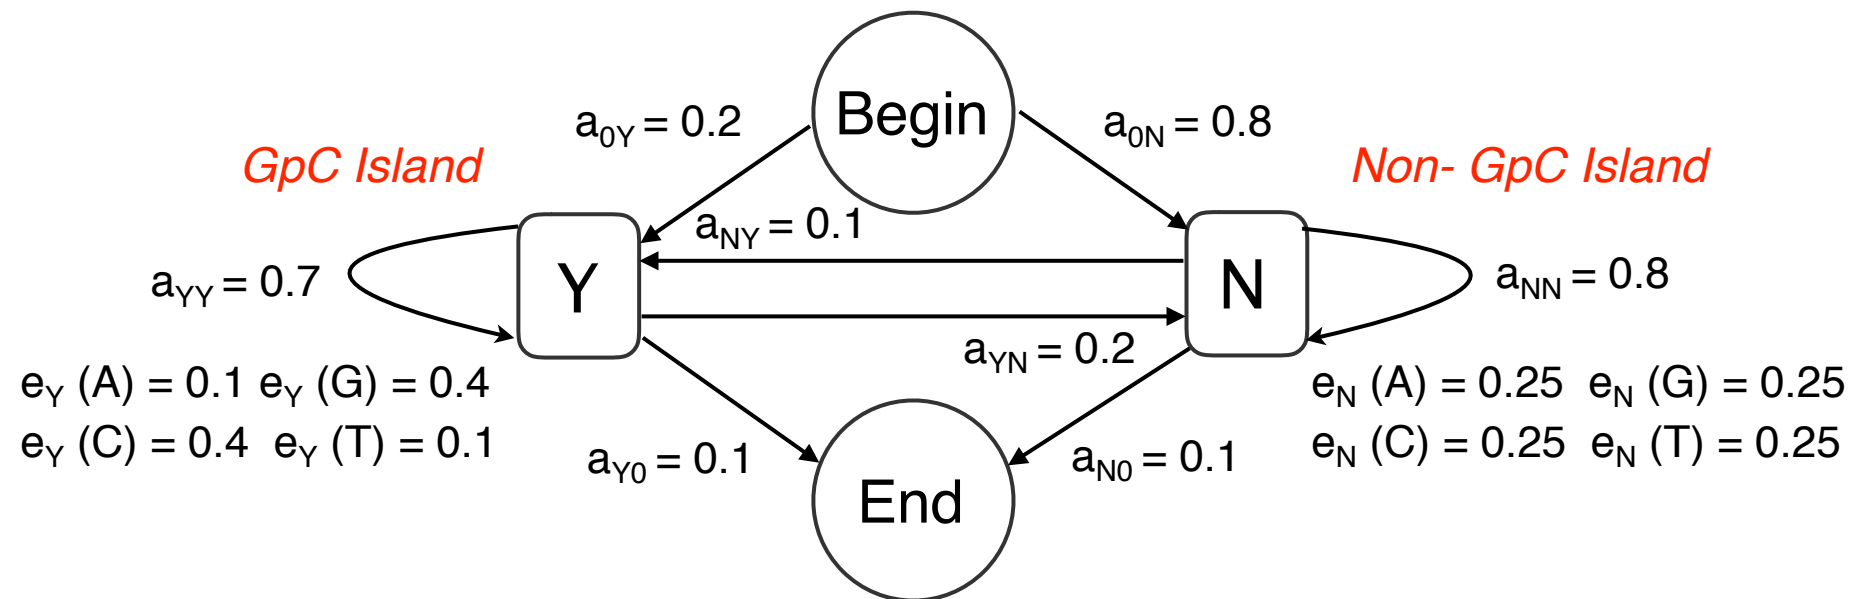 Begin
a0Y = 0.2
a0N = 0.8
GpC Island
Non- GpC Island
aNY = 0.1
Y
N
aYY = 0.7
aNN = 0.8
aYN = 0.2
eY (A) = 0.1 eY (G) = 0.4
eY (C) = 0.4 eY (T) = 0.1
eN (A) = 0.25 eN (G) = 0.25
eN (C) = 0.25 eN (T) = 0.25
aY0 = 0.1
aN0 = 0.1
End